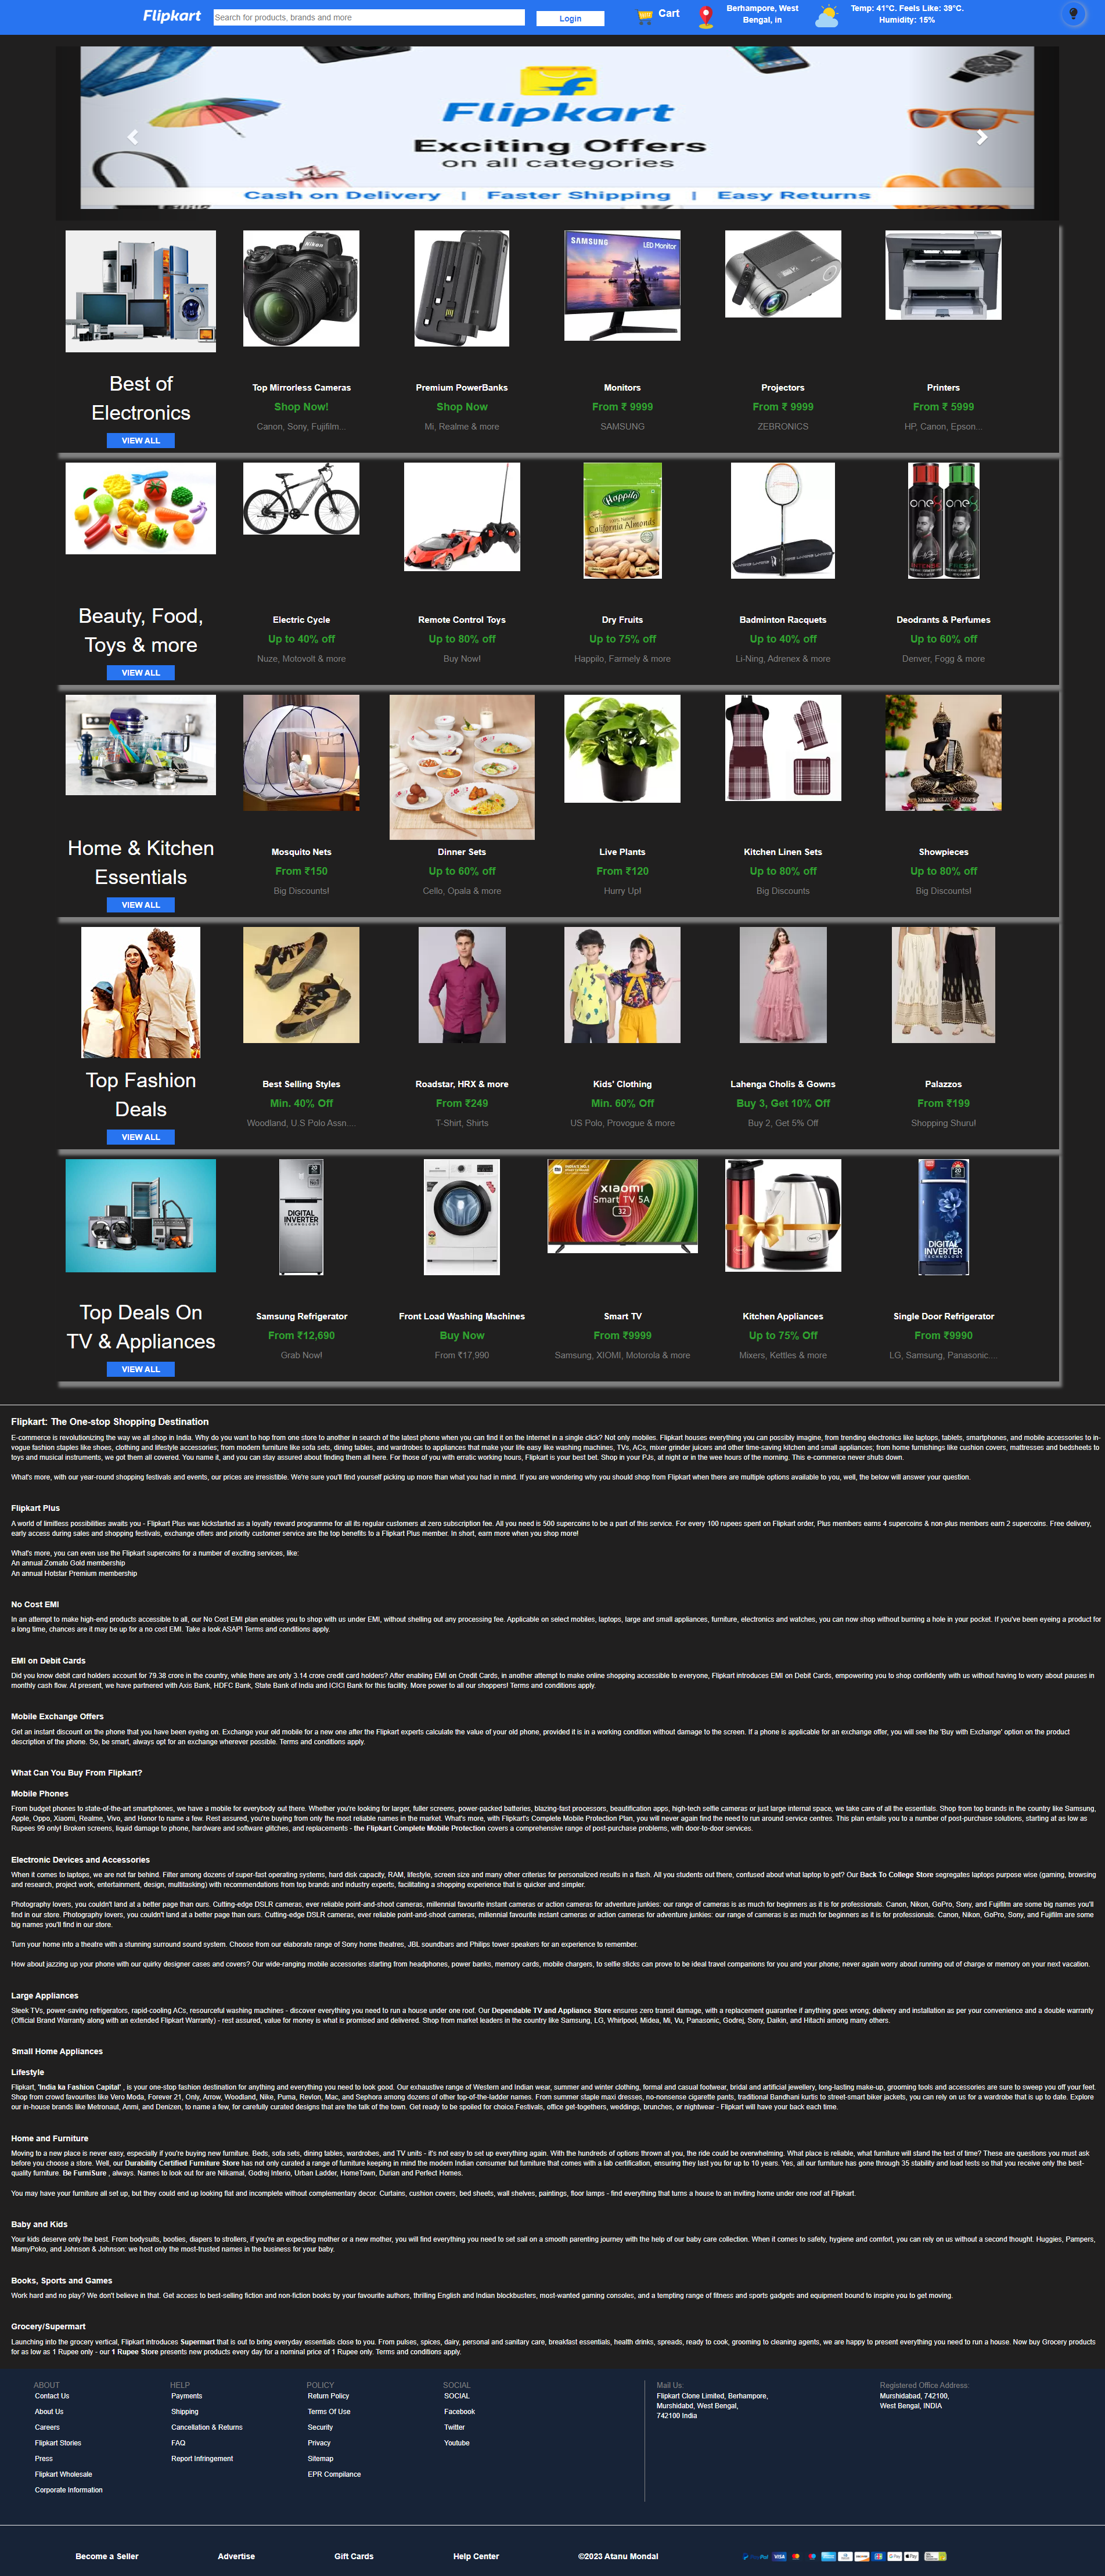 Flipkart
Search for products, brands and more
Login
Cart
Berhampore, West
Bengal, in
Temp: 41°C. Feels Like: 39°C.
Humidity: 15%
Flipkart
Exciting Offers
on all categories
Cash on Delivery | Faster Shipping | Easy Returns
Nikon
SAMSUNG
LED Monitor
Best of
Electronics
VIEW ALL
Top Mirrorless Cameras
Shop Now!
Canon, Sony, Fujifilm...
Premium PowerBanks
Shop Now
Mi, Realme & more
Monitors
From ₹ 9999
SAMSUNG
Projectors
From ₹ 9999
ZEBRONICS
Printers
From ₹ 5999
HP, Canon, Epson...
Happilo
California Almonds
one8
INTENSE
one8
FRESH
Beauty, Food,
Toys & more
VIEW ALL
Electric Cycle
Up to 40% off
Nuze, Motovolt & more
Remote Control Toys
Up to 80% off
Buy Now!
Dry Fruits
Up to 75% off
Happilo, Farmely & more
Badminton Racquets
Up to 40% off
Li-Ning, Adrenex & more
Deodrants & Perfumes
Up to 60% off
Denver, Fogg & more
Home & Kitchen
Essentials
VIEW ALL
Mosquito Nets
From ₹150
Big Discounts!
Dinner Sets
Up to 60% off
Cello, Opala & more
Live Plants
From ₹120
Hurry Up!
Kitchen Linen Sets
Up to 80% off
Big Discounts
Showpieces
Up to 80% off
Big Discounts!
Top Fashion
Deals
VIEW ALL
Best Selling Styles
Min. 40% Off
Woodland, U.S Polo Assn....
Roadstar, HRX & more
From ₹249
T-Shirt, Shirts
Kids' Clothing
Min. 60% Off
US Polo, Provogue & more
Lahenga Cholis & Gowns
Buy 3, Get 10% Off
Buy 2, Get 5% Off
Palazzos
From ₹199
Shopping Shuru!
DIGITAL
INVERTER
TECHNOLOGY
xiaomi
Smart TV 5A
32
DIGITAL
INVERTER
TECHNOLOGY
Top Deals On
TV & Appliances
VIEW ALL
Samsung Refrigerator
From ₹12,690
Grab Now!
Front Load Washing Machines
Buy Now
From ₹17,990
Smart TV
From ₹9999
Samsung, XIOMI, Motorola & more
Kitchen Appliances
Up to 75% Off
Mixers, Kettles & more
Single Door Refrigerator
From ₹9990
LG, Samsung, Panasonic....
Flipkart: The One-stop Shopping Destination
E-commerce is revolutionizing the way we all shop in India. Why do you want to hop from one store to another in search of the latest phone when you can find it on the Internet in a single click? Not only mobiles. Flipkart houses everything you can possibly imagine, from trending electronics like laptops, tablets, smartphones, and mobile accessories to in-
vogue fashion staples like shoes, clothing and lifestyle accessories; from modern furniture like sofa sets, dining tables, and wardrobes to appliances that make your life easy like washing machines, TVs, ACs, mixer grinder juicers and other time-saving kitchen and small appliances; from home furnishings like cushion covers, mattresses and bedsheets to
toys and musical instruments, we got them all covered. You name it, and you can stay assured about finding them all here. For those of you with erratic working hours, Flipkart is your best bet. Shop in your PJs, at night or in the wee hours of the morning. This e-commerce never shuts down.
What's more, with our year-round shopping festivals and events, our prices are irresistible. We're sure you'll find yourself picking up more than what you had in mind. If you are wondering why you should shop from Flipkart when there are multiple options available to you, well, the below will answer your question.
Flipkart Plus
A world of limitless possibilities awaits you - Flipkart Plus was kickstarted as a loyalty reward programme for all its regular customers at zero subscription fee. All you need is 500 supercoins to be a part of this service. For every 100 rupees spent on Flipkart order, Plus members earns 4 supercoins & non-plus members earn 2 supercoins. Free delivery,
early access during sales and shopping festivals, exchange offers and priority customer service are the top benefits to a Flipkart Plus member. In short, earn more when you shop more!
What's more, you can even use the Flipkart supercoins for a number of exciting services, like:
An annual Zomato Gold membership
An annual Hotstar Premium membership
No Cost EMI
In an attempt to make high-end products accessible to all, our No Cost EMI plan enables you to shop with us under EMI, without shelling out any processing fee. Applicable on select mobiles, laptops, large and small appliances, furniture, electronics and watches, you can now shop without burning a hole in your pocket. If you've been eyeing a product for
a long time, chances are it may be up for a no cost EMI. Take a look ASAP! Terms and conditions apply.
EMI on Debit Cards
Did you know debit card holders account for 79.38 crore in the country, while there are only 3.14 crore credit card holders? After enabling EMI on Credit Cards, in another attempt to make online shopping accessible to everyone, Flipkart introduces EMI on Debit Cards, empowering you to shop confidently with us without having to worry about pauses in
monthly cash flow. At present, we have partnered with Axis Bank, HDFC Bank, State Bank of India and ICICI Bank for this facility. More power to all our shoppers! Terms and conditions apply.
Mobile Exchange Offers
Get an instant discount on the phone that you have been eyeing on. Exchange your old mobile for a new one after the Flipkart experts calculate the value of your old phone, provided it is in a working condition without damage to the screen. If a phone is applicable for an exchange offer, you will see the 'Buy with Exchange' option on the product
description of the phone. So, be smart, always opt for an exchange wherever possible. Terms and conditions apply.
What Can You Buy From Flipkart?
Mobile Phones
From budget phones to state-of-the-art smartphones, we have a mobile for everybody out there. Whether you're looking for larger, fuller screens, power-packed batteries, blazing-fast processors, beautification apps, high-tech selfie cameras or just large internal space, we take care of all the essentials. Shop from top brands in the country like Samsung,
Apple, Oppo, Xiaomi, Realme, Vivo, and Honor to name a few. Rest assured, you're buying from only the most reliable names in the market. What's more, with Flipkart's Complete Mobile Protection Plan, you will never again find the need to run around service centres. This plan entails you to a number of post-purchase solutions, starting at as low as
Rupees 99 only! Broken screens, liquid damage to phone, hardware and software glitches, and replacements - the Flipkart Complete Mobile Protection covers a comprehensive range of post-purchase problems, with door-to-door services.
Electronic Devices and Accessories
When it comes to laptops, we are not far behind. Filter among dozens of super-fast operating systems, hard disk capacity, RAM, lifestyle, screen size and many other criterias for personalized results in a flash. All you students out there, confused about what laptop to get? Our Back To College Store segregates laptops purpose wise (gaming, browsing
and research, project work, entertainment, design, multitasking) with recommendations from top brands and industry experts, facilitating a shopping experience that is quicker and simpler.
Photography lovers, you couldn't land at a better page than ours. Cutting-edge DSLR cameras, ever reliable point-and-shoot cameras, millennial favourite instant cameras or action cameras for adventure junkies: our range of cameras is as much for beginners as it is for professionals. Canon, Nikon, GoPro, Sony, and Fujifilm are some big names you'll
find in our store. Photography lovers, you couldn't land at a better page than ours. Cutting-edge DSLR cameras, ever reliable point-and-shoot cameras, millennial favourite instant cameras or action cameras for adventure junkies: our range of cameras is as much for beginners as it is for professionals. Canon, Nikon, GoPro, Sony, and Fujifilm are some
big names you'll find in our store.
Turn your home into a theatre with a stunning surround sound system. Choose from our elaborate range of Sony home theatres, JBL soundbars and Philips tower speakers for an experience to remember.
How about jazzing up your phone with our quirky designer cases and covers? Our wide-ranging mobile accessories starting from headphones, power banks, memory cards, mobile chargers, to selfie sticks can prove to be ideal travel companions for you and your phone; never again worry about running out of charge or memory on your next vacation.
Large Appliances
Sleek TVs, power-saving refrigerators, rapid-cooling ACs, resourceful washing machines - discover everything you need to run a house under one roof. Our Dependable TV and Appliance Store ensures zero transit damage, with a replacement guarantee if anything goes wrong; delivery and installation as per your convenience and a double warranty
(Official Brand Warranty along with an extended Flipkart Warranty) - rest assured, value for money is what is promised and delivered. Shop from market leaders in the country like Samsung, LG, Whirlpool, Midea, Mi, Vu, Panasonic, Godrej, Sony, Daikin, and Hitachi among many others.
Small Home Appliances
Lifestyle
Flipkart, 'India ka Fashion Capital' , is your one-stop fashion destination for anything and everything you need to look good. Our exhaustive range of Western and Indian wear, summer and winter clothing, formal and casual footwear, bridal and artificial jewellery, long-lasting make-up, grooming tools and accessories are sure to sweep you off your feet.
Shop from crowd favourites like Vero Moda, Forever 21, Only, Arrow, Woodland, Nike, Puma, Revlon, Mac, and Sephora among dozens of other top-of-the-ladder names. From summer staple maxi dresses, no-nonsense cigarette pants, traditional Bandhani kurtis to street-smart biker jackets, you can rely on us for a wardrobe that is up to date. Explore
our in-house brands like Metronaut, Anmi, and Denizen, to name a few, for carefully curated designs that are the talk of the town. Get ready to be spoiled for choice.Festivals, office get-togethers, weddings, brunches, or nightwear - Flipkart will have your back each time.
Home and Furniture
Moving to a new place is never easy, especially if you're buying new furniture. Beds, sofa sets, dining tables, wardrobes, and TV units - it's not easy to set up everything again. With the hundreds of options thrown at you, the ride could be overwhelming. What place is reliable, what furniture will stand the test of time? These are questions you must ask
before you choose a store. Well, our Durability Certified Furniture Store has not only curated a range of furniture keeping in mind the modern Indian consumer but furniture that comes with a lab certification, ensuring they last you for up to 10 years. Yes, all our furniture has gone through 35 stability and load tests so that you receive only the best-
quality furniture. Be FurniSure , always. Names to look out for are Nilkamal, Godrej Interio, Urban Ladder, HomeTown, Durian and Perfect Homes.
You may have your furniture all set up, but they could end up looking flat and incomplete without complementary decor. Curtains, cushion covers, bed sheets, wall shelves, paintings, floor lamps - find everything that turns a house to an inviting home under one roof at Flipkart.
Baby and Kids
Your kids deserve only the best. From bodysuits, booties, diapers to strollers, if you're an expecting mother or a new mother, you will find everything you need to set sail on a smooth parenting journey with the help of our baby care collection. When it comes to safety, hygiene and comfort, you can rely on us without a second thought. Huggies, Pampers,
MamyPoko, and Johnson & Johnson: we host only the most-trusted names in the business for your baby.
Books, Sports and Games
Work hard and no play? We don't believe in that. Get access to best-selling fiction and non-fiction books by your favourite authors, thrilling English and Indian blockbusters, most-wanted gaming consoles, and a tempting range of fitness and sports gadgets and equipment bound to inspire you to get moving.
Grocery/Supermart
Launching into the grocery vertical, Flipkart introduces Supermart that is out to bring everyday essentials close to you. From pulses, spices, dairy, personal and sanitary care, breakfast essentials, health drinks, spreads, ready to cook, grooming to cleaning agents, we are happy to present everything you need to run a house. Now buy Grocery products
for as low as 1 Rupee only - our 1 Rupee Store presents new products every day for a nominal price of 1 Rupee only. Terms and conditions apply.
ABOUT
Contact Us
About Us
Careers
Flipkart Stories
Press
Flipkart Wholesale
Corporate Information
HELP
Payments
Shipping
Cancellation & Returns
FAQ
Report Infringement
POLICY
Return Policy
Terms Of Use
Security
Privacy
Sitemap
EPR Compilance
SOCIAL
SOCIAL
Facebook
Twitter
Youtube
Mail Us:
Flipkart Clone Limited, Berhampore,
Murshidabd, West Bengal,
742100 India
Registered Office Address:
Murshidabad, 742100,
West Bengal, INDIA
Become a Seller
Advertise
Gift Cards
Help Center
©2023 Atanu Mondal
PayPal
VISA